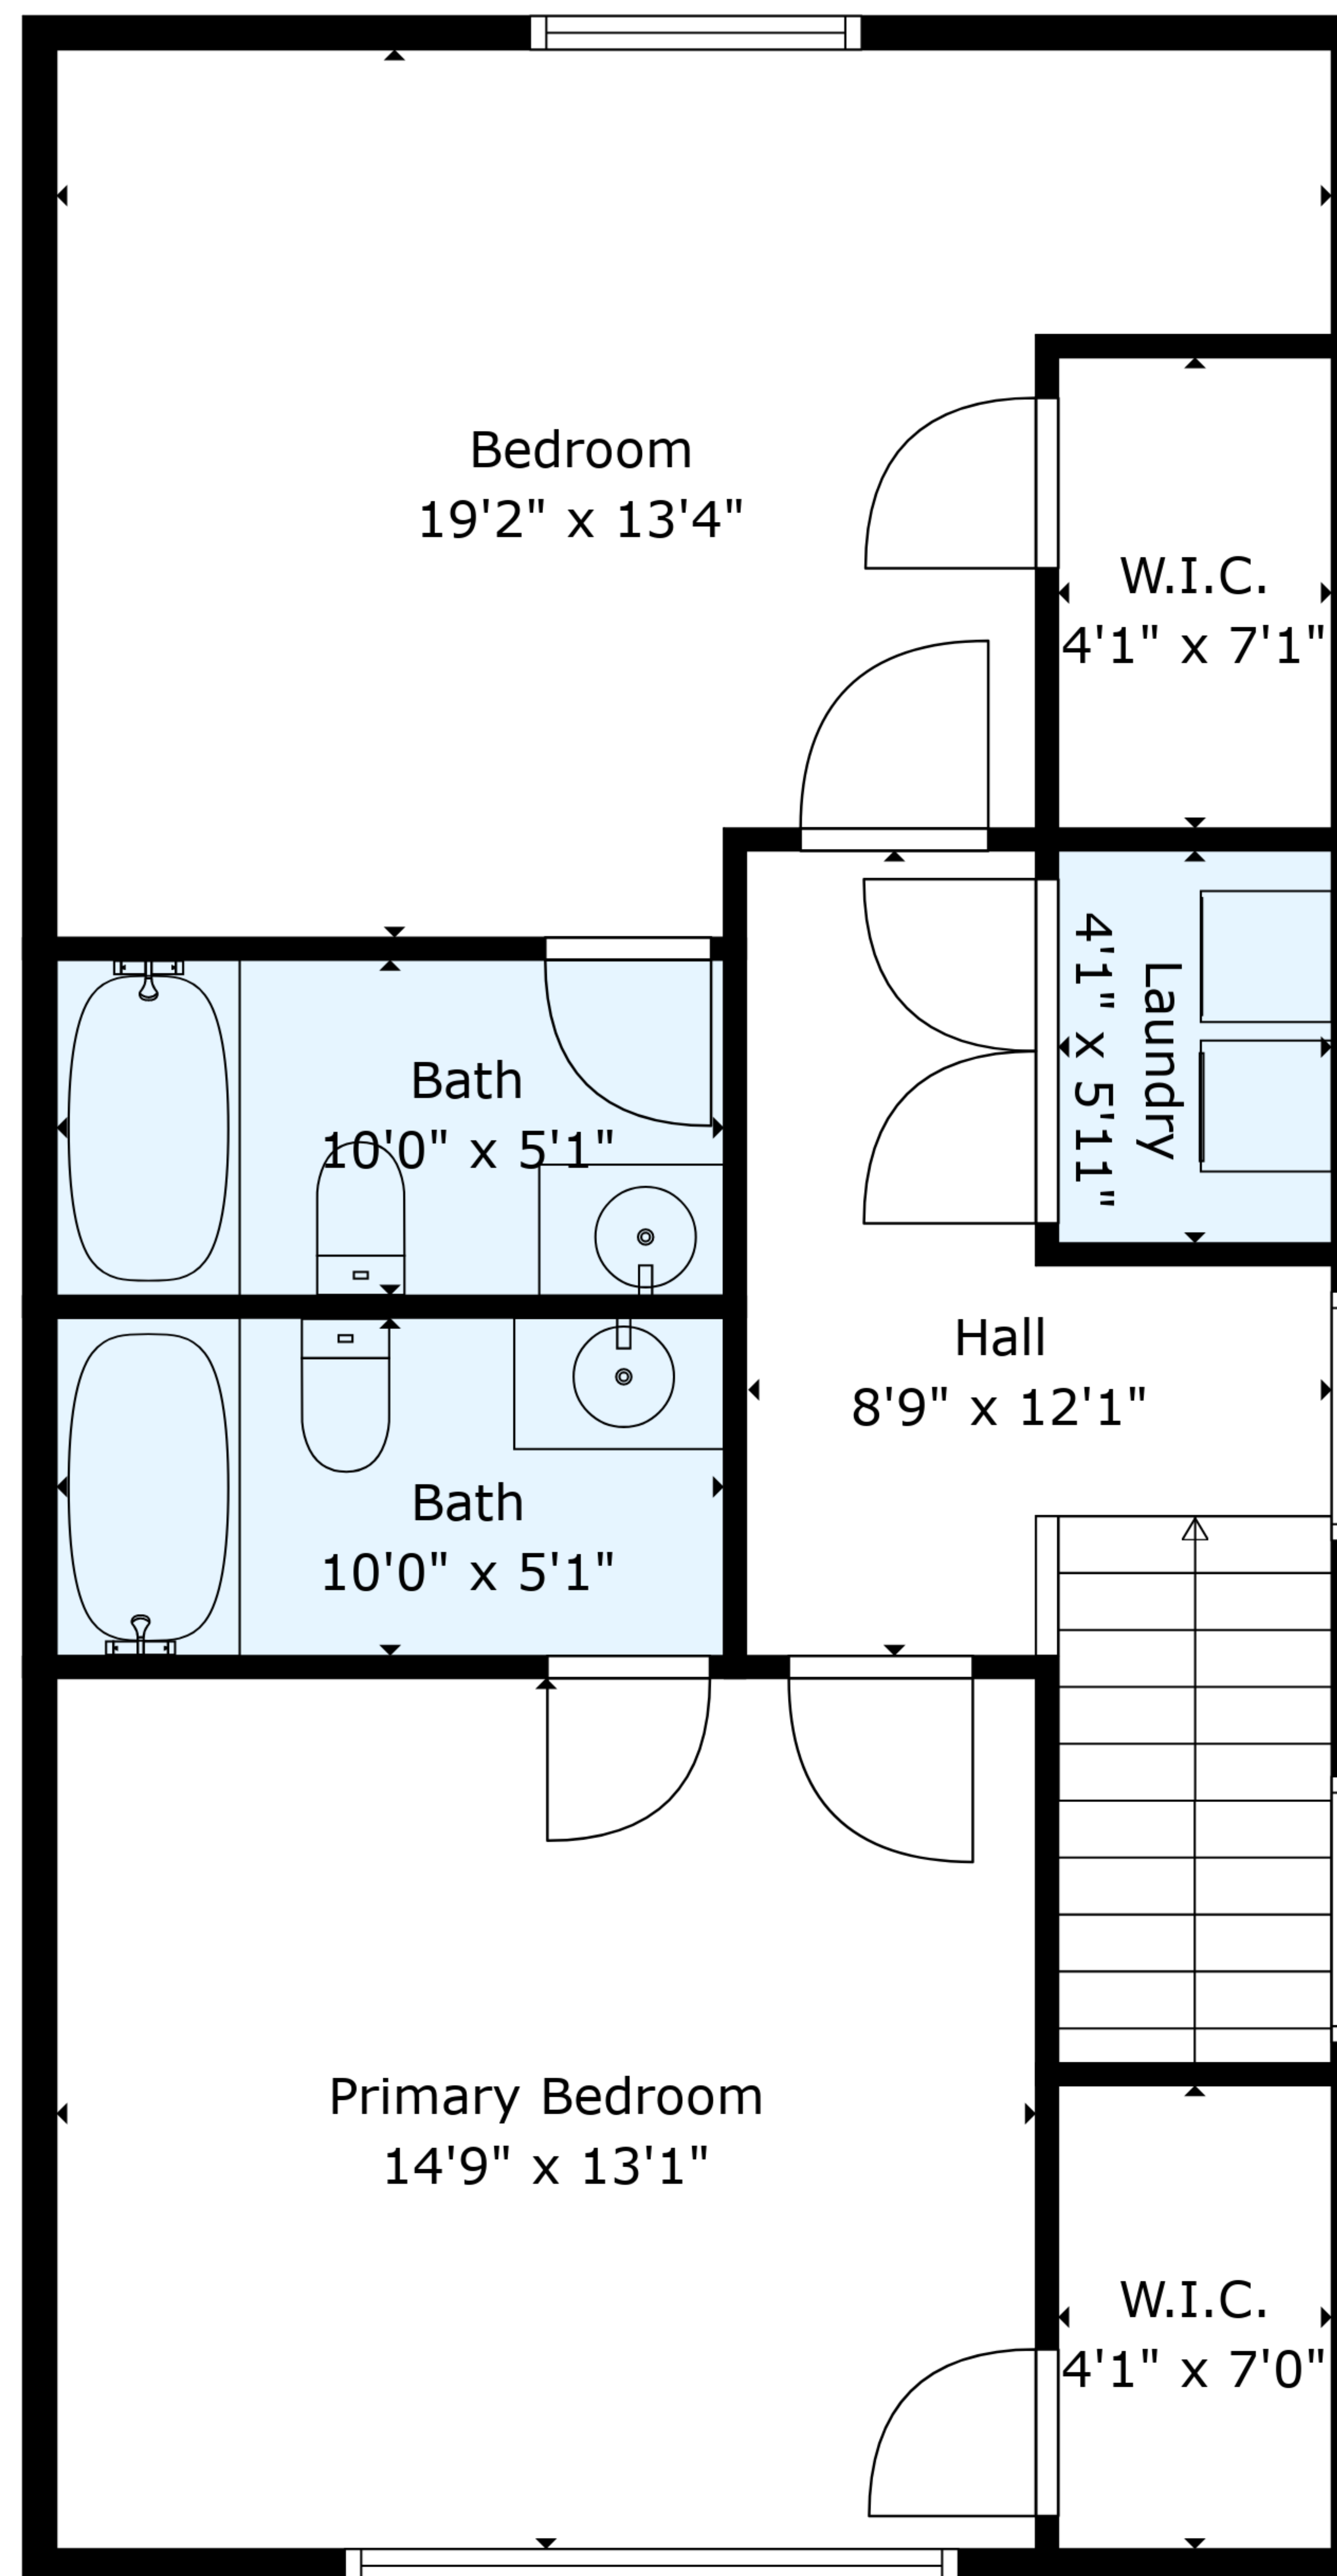 Bedroom
19'2" x 13'4"
W.I.C.
4'1" x 7'1"
Laundry
4'1" x 5'11"
Bath
10'0" x 5'1"
Hall
8'9" x 12'1"
Bath
10'0" x 5'1"
Primary Bedroom
14'9" x 13'1"
W.I.C.
4'1" x 7'0"